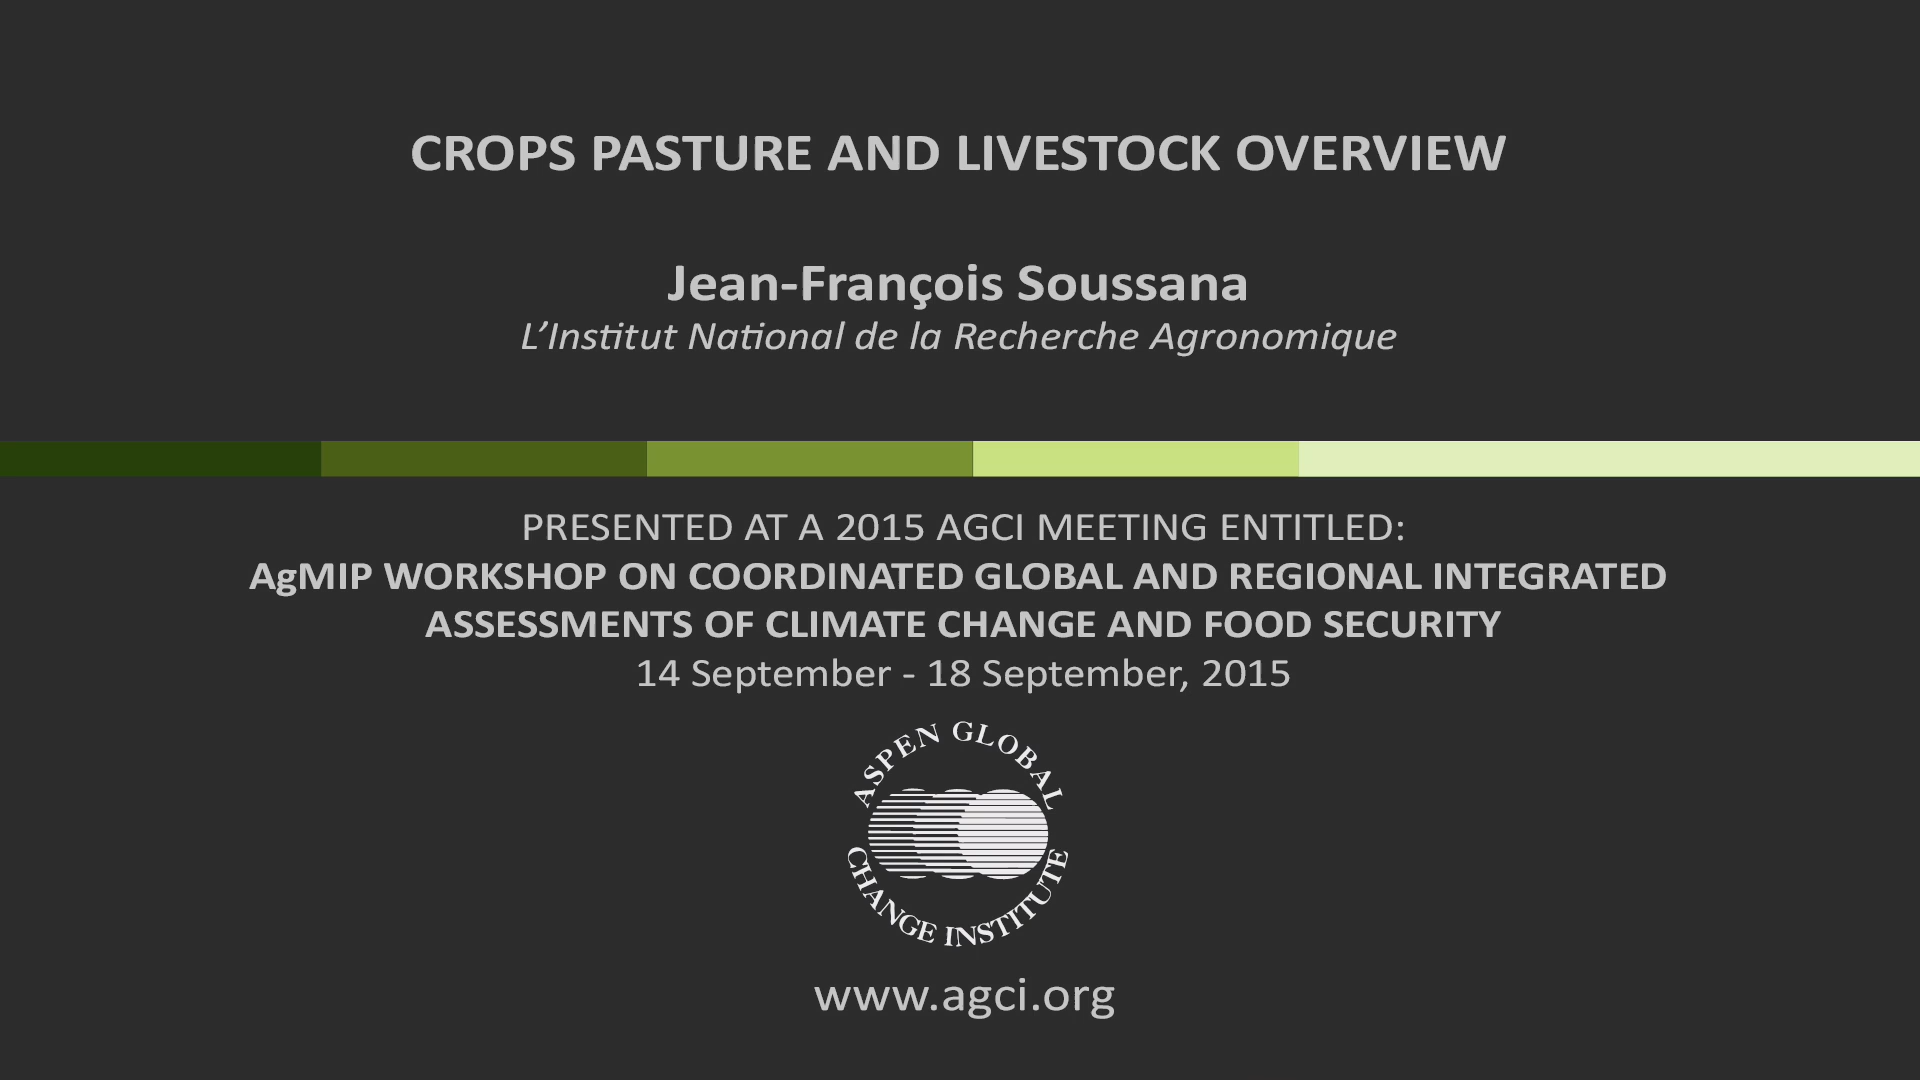 CROPS PASTURE AND LIVESTOCK OVERVIEW
Jean-François Soussana
L’Institut National de la Recherche Agronomique
PRESENTED AT A 2015 AGCI MEETING ENTITLED:
AgMIP WORKSHOP ON COORDINATED GLOBAL AND REGIONAL INTEGRATED
ASSESSMENTS OF CLIMATE CHANGE AND FOOD SECURITY
14 September - 18 September, 2015
ASPEN GLOBAL
CHANGE INSTITUTE
www.agci.org